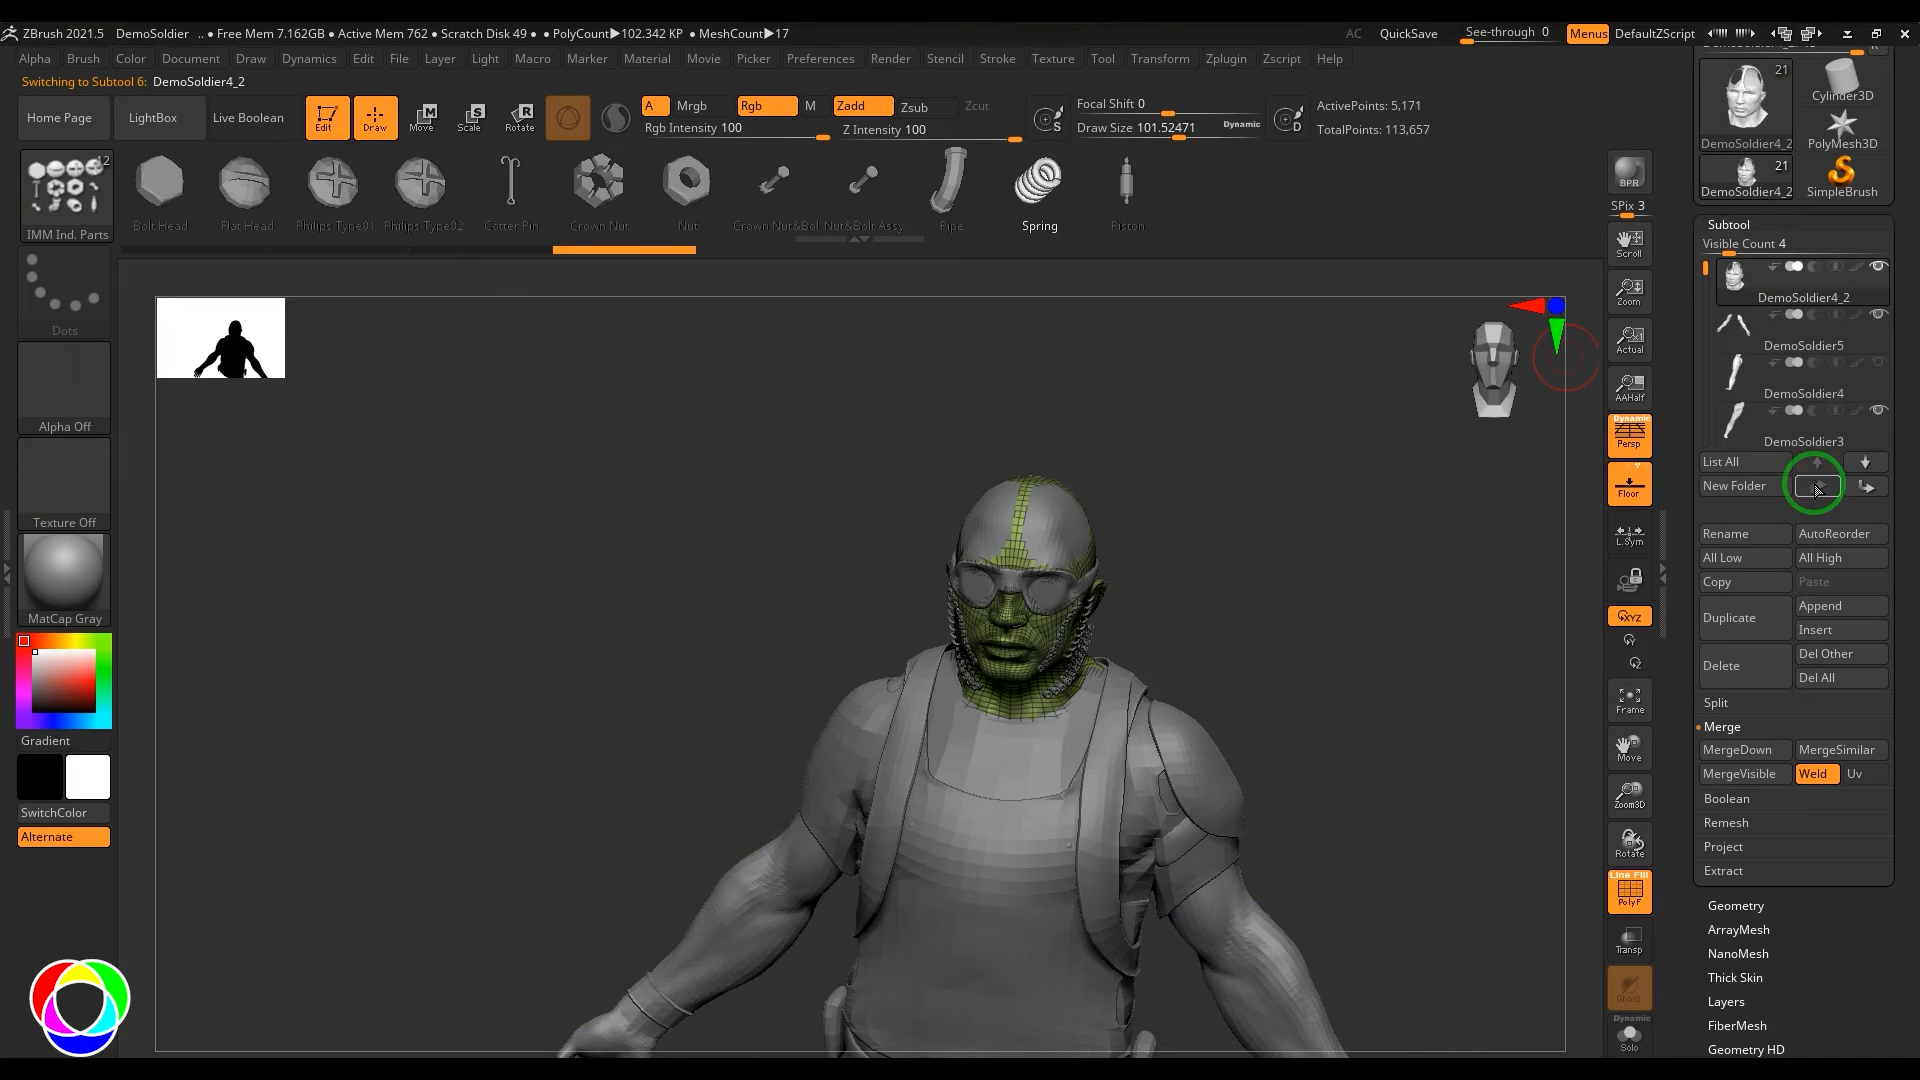 ZBrush 2021.5 DemoSoldier .. ● Free Mem 7.162GB ● Active Mem 762 ● Scratch Disk 49 ● ● PolyCount▶102.342 KP ● MeshCount▶17 AC QuickSave See-through 0 Menus DefaultZScript
Alpha Brush Color Document Draw Dynamics Edit File Layer Light Macro Marker Material Movie Picker Preferences Render Stencil Stroke Texture Tool Transform Zplugin Zscript Help
Switching to Subtool 6: DemoSoldier4_2
Home Page LightBox Live Boolean Edit Draw Move Scale Rotate
A Mrgb Rgb M Zadd Zsub Zcut
Rgb Intensity 100 Z Intensity 100
S Focal Shift 0
Draw Size 101.52471 Dynamic D
ActivePoints: 5,171
TotalPoints: 113,657
12
IMM Ind. Parts
Bolt Head Flat Head Philips Type01 Philips Type02 Cotter Pin Crown Nut Nut Crown Nut&Bol Nut&Bolt Assy Pipe Spring Piston
Dots
Alpha Off
Texture Off
MatCap Gray
Gradient
SwitchColor
Alternate
BPR
SPix 3
Scroll
Zoom
Actual
AAHalf
Dynamic
Persp
Floor
L.Sym
XYZ
Y
Z
Frame
Move
Zoom3D
Rotate
Line Fill
PolyF
Transp
Ghost
Dynamic
Solo
21
DemoSoldier4_2
Cylinder3D
PolyMesh3D
21
DemoSoldier4_2
SimpleBrush
Subtool
Visible Count 4
DemoSoldier4_2
DemoSoldier5
DemoSoldier4
DemoSoldier3
List All
New Folder
Rename AutoReorder
All Low All High
Copy Paste
Duplicate Append
Insert
Delete Del Other
Del All
Split
Merge
MergeDown MergeSimilar
MergeVisible Weld Uv
Boolean
Remesh
Project
Extract
Geometry
ArrayMesh
NanoMesh
Thick Skin
Layers
FiberMesh
Geometry HD